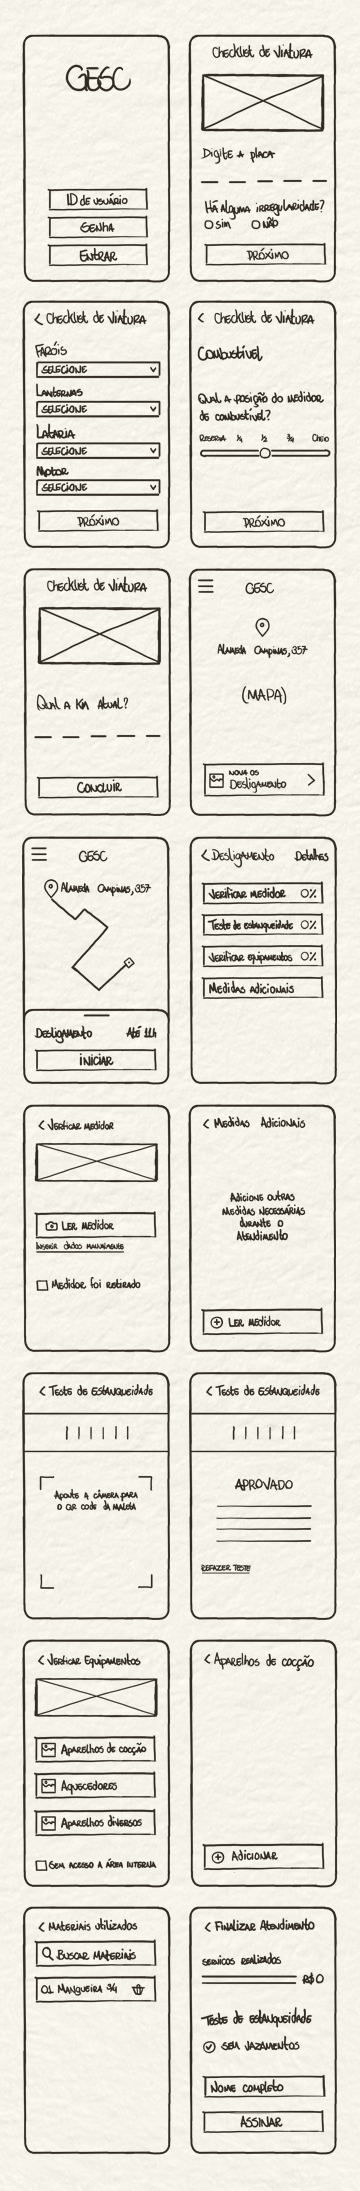 GESC
ID de usuário
Senha
Entrar
Checklist de Viatura
Digite a placa
Há alguma irregularidade?
Sim Não
Próximo
Checklist de Viatura
Faróis
Selecione
Lanternas
Selecione
Lataria
Selecione
Motor
Selecione
Próximo
Checklist de Viatura
Combustível
Qual a posição do medidor
de combustível?
Reserva 1/4 1/2 3/4 Cheio
Próximo
Checklist de Viatura
Qual a Km atual?
Concluir
GESC
Alameda Campinas, 357
(MAPA)
Nova OS
Desligamento
GESC
Alameda Campinas, 357
Desligamento Até 11h
Iniciar
Desligamento Detalhes
Verificar medidor 0%
Teste de estanqueidade 0%
Verificar equipamentos 0%
Medidas adicionais
Verificar medidor
Ler medidor
Inserir dados manualmente
Medidor foi retirado
Medidas Adicionais
Adicione outras
medidas necessárias
durante o
atendimento
Ler medidor
Teste de Estanqueidade
Aponte a câmera para
o QR code da maleta
Teste de Estanqueidade
APROVADO
Refazer teste
Verificar Equipamentos
Aparelhos de cocção
Aquecedores
Aparelhos diversos
Sem acesso a área interna
Aparelhos de cocção
Adicionar
Materiais utilizados
Buscar materiais
01 Mangueira 3/4
Finalizar Atendimento
Serviços realizados
R$0
Teste de estanqueidade
Sem vazamentos
Nome completo
Assinar